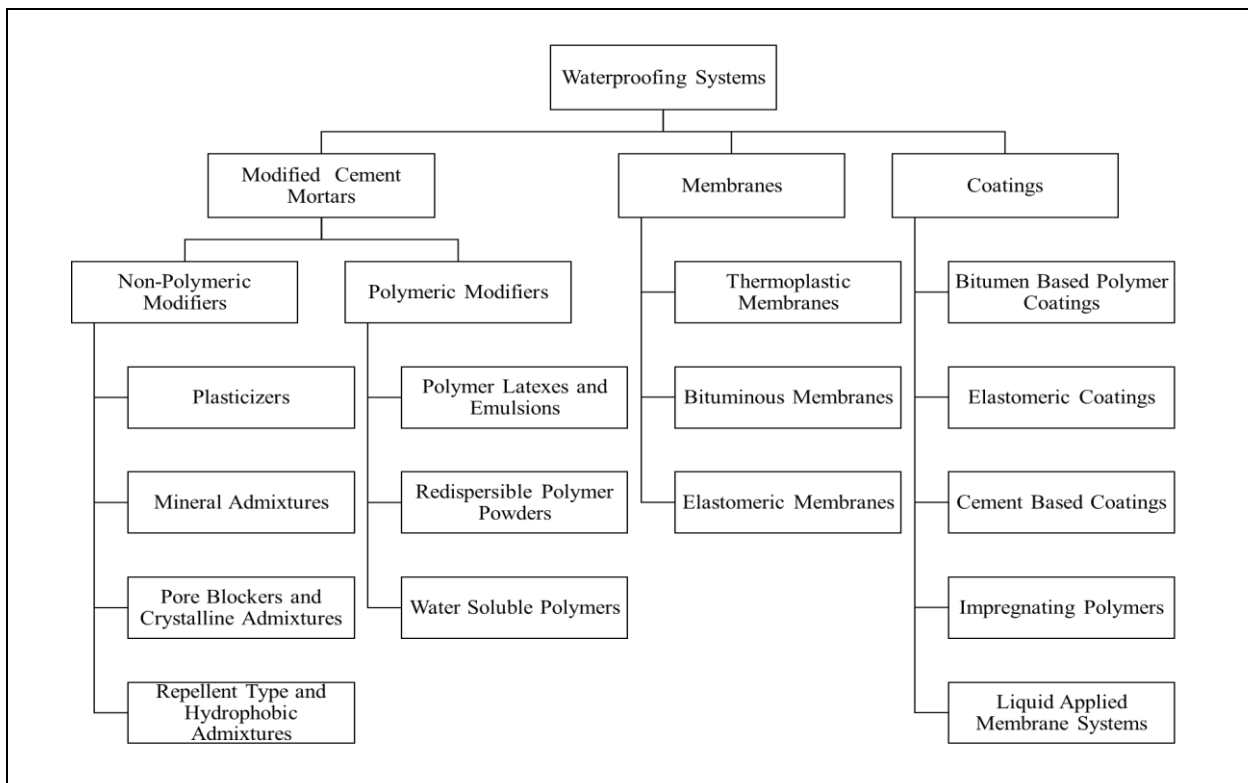 Waterproofing Systems
Modified Cement
Mortars
Membranes
Coatings
Non-Polymeric
Modifiers
Polymeric Modifiers
Thermoplastic
Membranes
Bitumen Based Polymer
Coatings
Plasticizers
Polymer Latexes and
Emulsions
Bituminous Membranes
Elastomeric Coatings
Mineral Admixtures
Redispersible Polymer
Powders
Elastomeric Membranes
Cement Based Coatings
Pore Blockers and
Crystalline Admixtures
Water Soluble Polymers
Impregnating Polymers
Repellent Type and
Hydrophobic
Admixtures
Liquid Applied
Membrane Systems